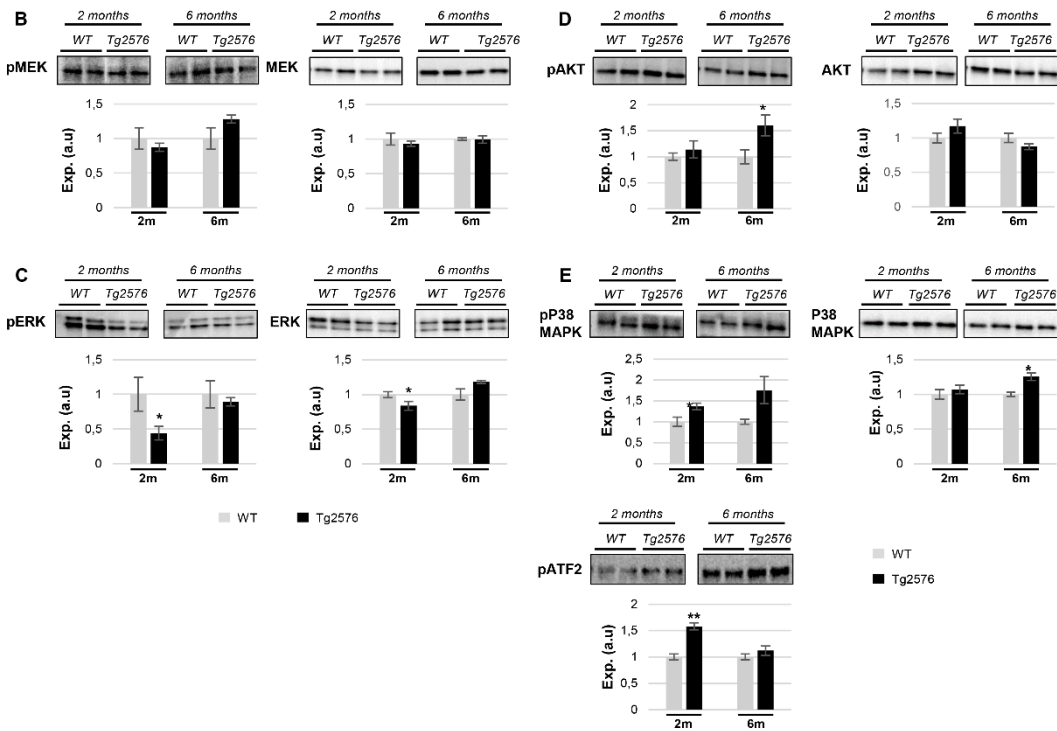 B
2 months 6 months
WT Tg2576 WT Tg2576 WT Tg2576 WT Tg2576
pMEK MEK
Exp. (a.u)
1,5
1
0,5
0
2m 6m
Exp. (a.u)
1,5
1
0,5
0
2m 6m
D
2 months 6 months 2 months 6 months
WT Tg2576 WT Tg2576 WT Tg2576 WT Tg2576
pAKT AKT
Exp. (a.u)
2
1,5
1
0,5
0
*
2m 6m
Exp. (a.u)
1,5
1
0,5
0
2m 6m
C
2 months 6 months 2 months 6 months
WT Tg2576 WT Tg2576 WT Tg2576 WT Tg2576
pERK ERK
Exp. (a.u)
1,5
1
0,5
0
*
2m 6m
Exp. (a.u)
1,5
1
0,5
0
*
2m 6m
WT Tg2576
E
2 months 6 months 2 months 6 months
WT Tg2576 WT Tg2576 WT Tg2576 WT Tg2576
pP38 P38
MAPK MAPK
Exp. (a.u)
2,5
2
1,5
1
0,5
0
*
2m 6m
Exp. (a.u)
1,5
1
0,5
0
*
2m 6m
2 months 6 months
WT Tg2576 WT Tg2576
pATF2
Exp. (a.u)
2
1,5
1
0,5
0
**
2m 6m
WT
Tg2576